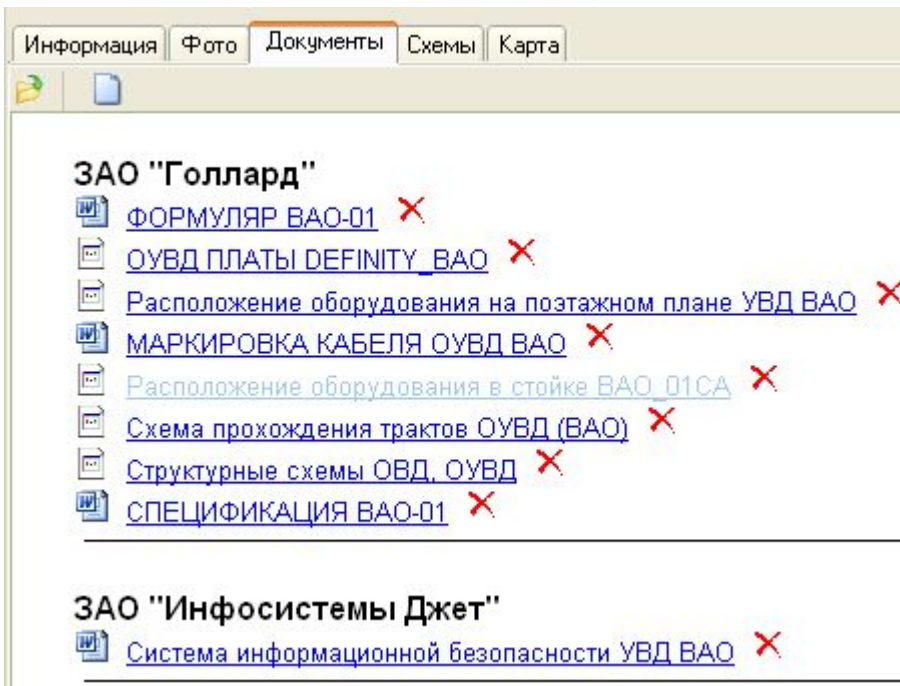 Информация Фото Документы Схемы Карта
ЗАО "Голлард"
ФОРМУЛЯР ВАО-01
ОУВД ПЛАТЫ DEFINITY_ВАО
Расположение оборудования на поэтажном плане УВД ВАО
МАРКИРОВКА КАБЕЛЯ ОУВД ВАО
Расположение оборудования в стойке ВАО_01СА
Схема прохождения трактов ОУВД (ВАО)
Структурные схемы ОВД, ОУВД
СПЕЦИФИКАЦИЯ ВАО-01
ЗАО "Инфосистемы Джет"
Система информационной безопасности УВД ВАО